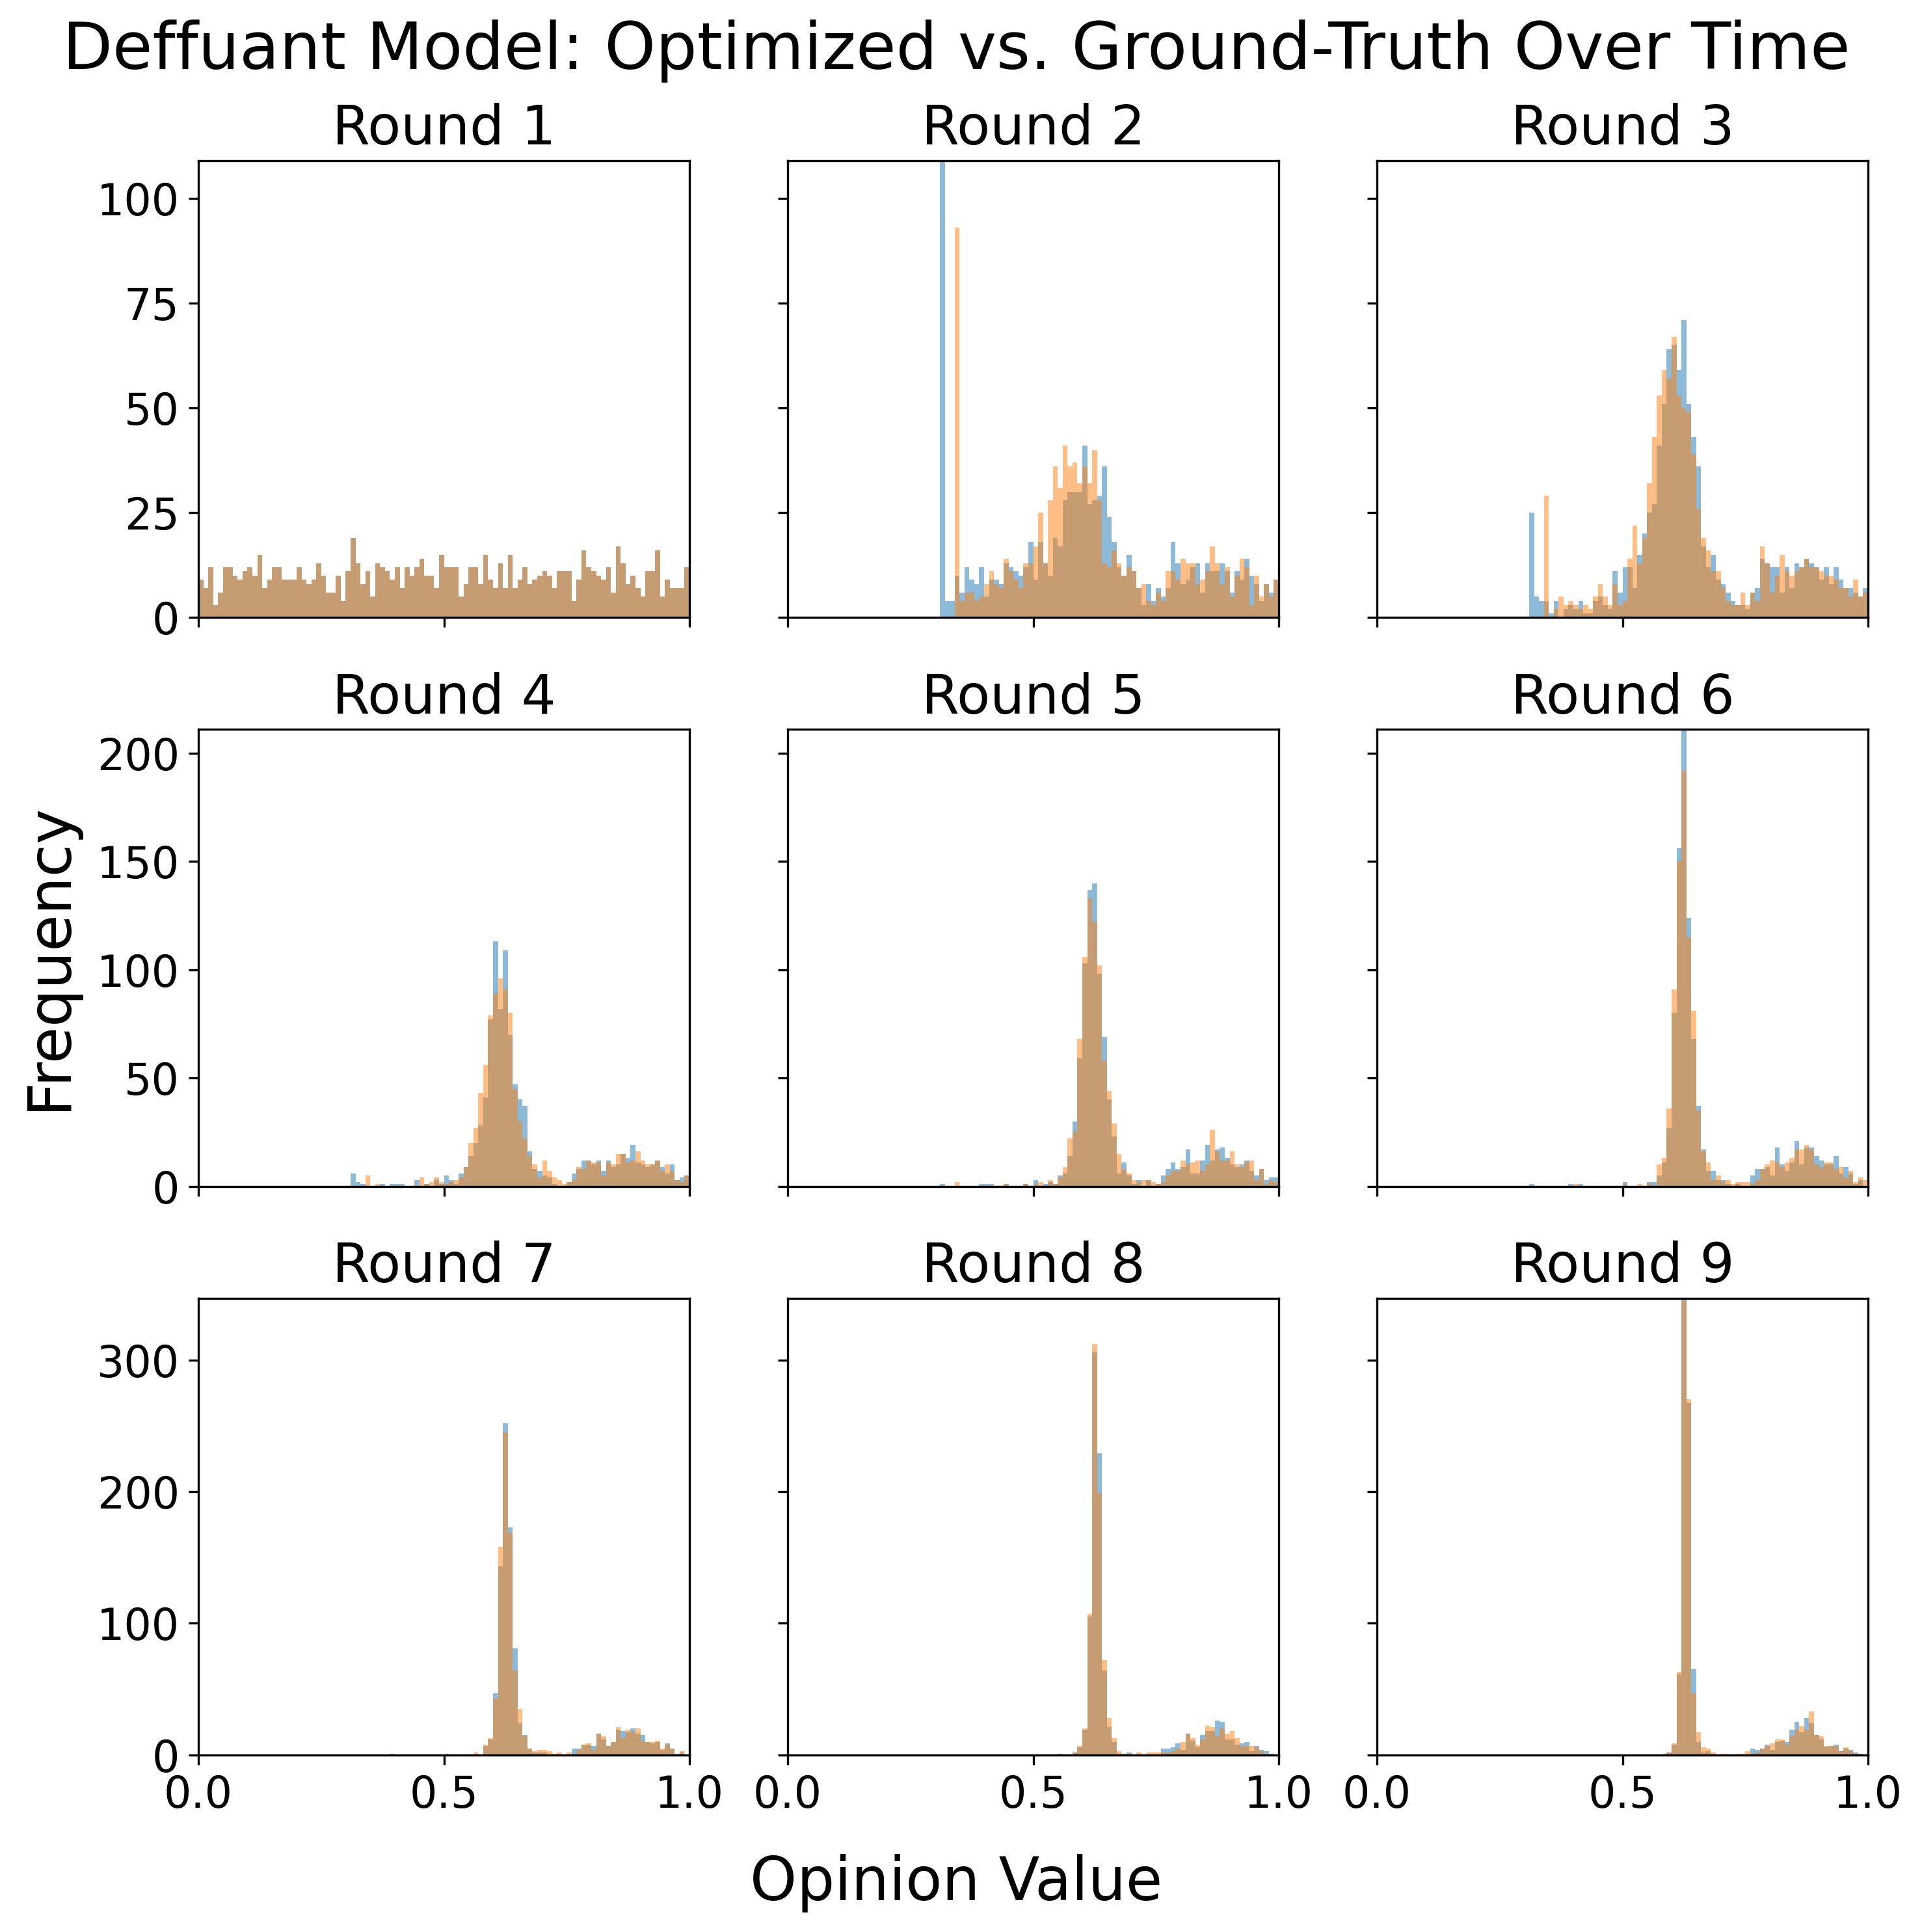 Deffuant Model: Optimized vs. Ground-Truth Over Time
Round 1
Round 2
Round 3
100
75
50
25
0
Round 4
Round 5
Round 6
200
150
100
50
0
Frequency
Round 7
Round 8
Round 9
300
200
100
0
0.0 0.5 1.0
0.0 0.5 1.0
0.0 0.5 1.0
Opinion Value